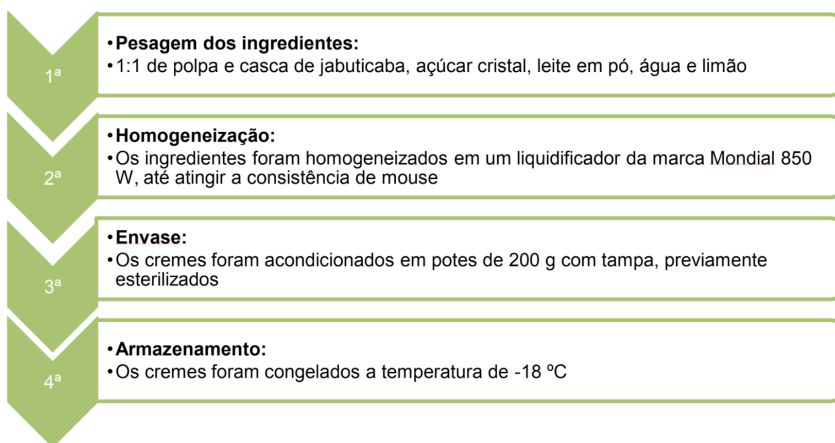 1ª
•Pesagem dos ingredientes:
•1:1 de polpa e casca de jabuticaba, açúcar cristal, leite em pó, água e limão
2ª
•Homogeneização:
•Os ingredientes foram homogeneizados em um liquidificador da marca Mondial 850
W, até atingir a consistência de mouse
3ª
•Envase:
•Os cremes foram acondicionados em potes de 200 g com tampa, previamente
esterilizados
4ª
•Armazenamento:
•Os cremes foram congelados a temperatura de -18 ºC